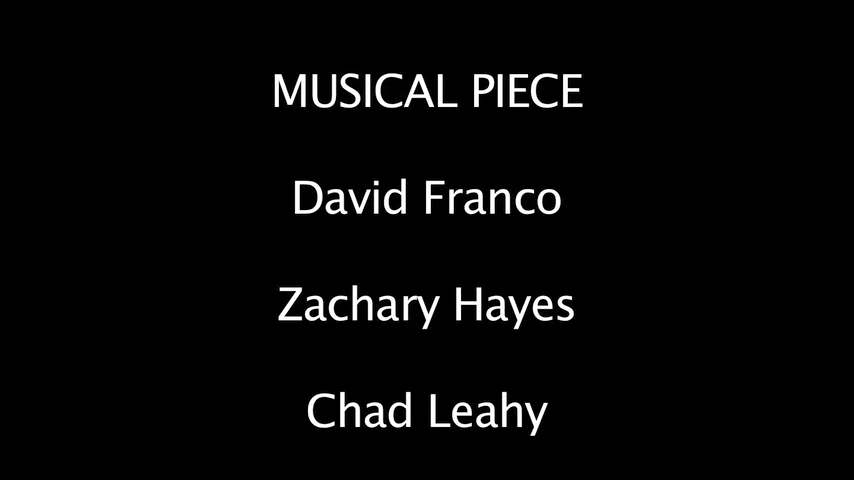 MUSICAL PIECE
David Franco
Zachary Hayes
Chad Leahy